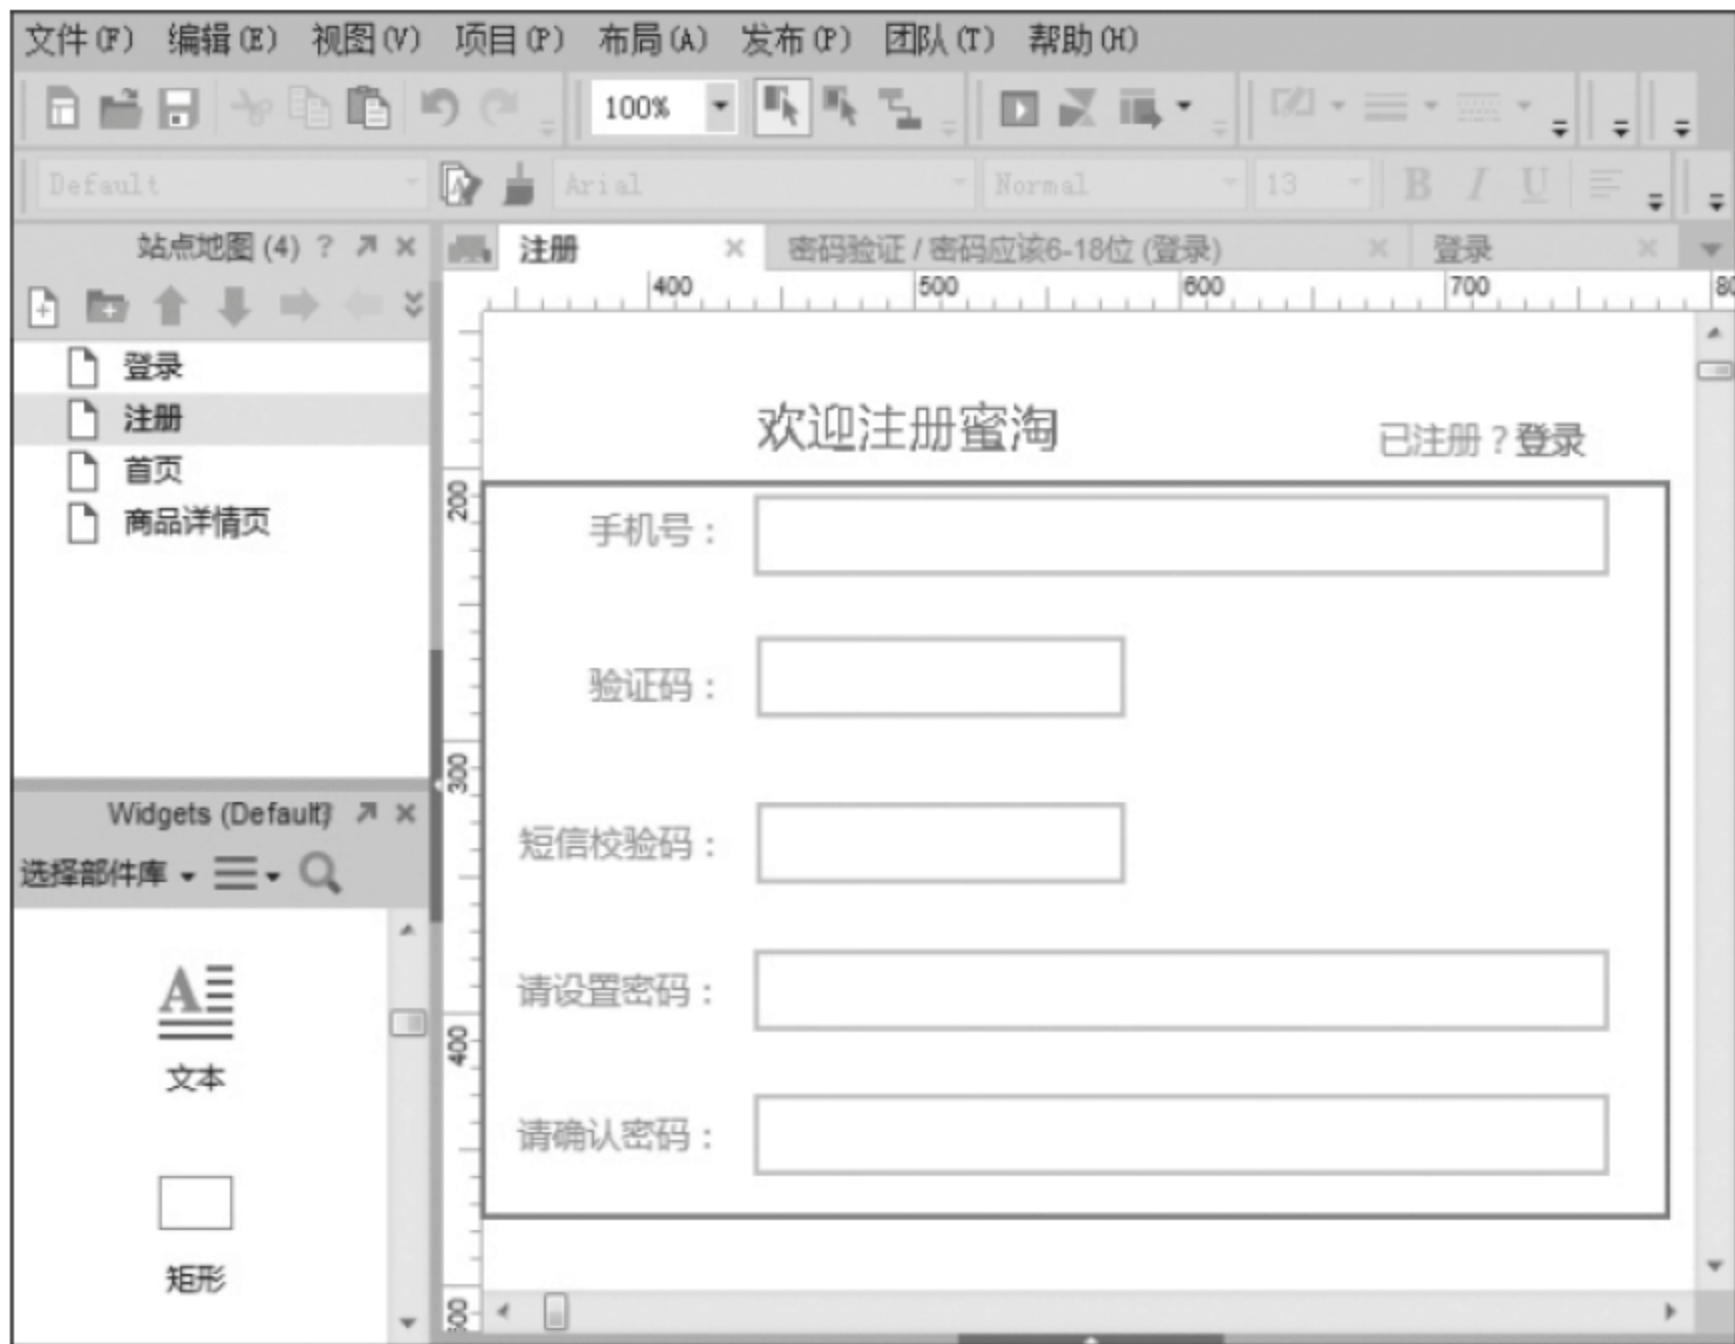 文件(F) 编辑(E) 视图(V) 项目(P) 布局(A) 发布(P) 团队(T) 帮助(H)
100%
Default Arial Normal 13 B I U
站点地图 (4) ?
注册 密码验证 / 密码应该6-18位 (登录) 登录
400 500 600 700 80
登录
注册
首页
商品详情页
欢迎注册蜜淘
已注册？登录
200
手机号：
验证码：
300
短信校验码：
请设置密码：
400
请确认密码：
Widgets (Default)
选择部件库
A
文本
矩形